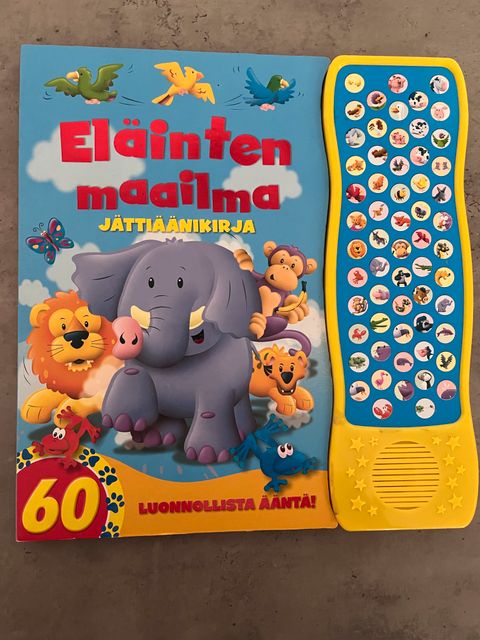 Eläinten
maailma
JÄTTIÄÄNIKIRJA
60
LUONNOLLISTA ÄÄNTÄ!